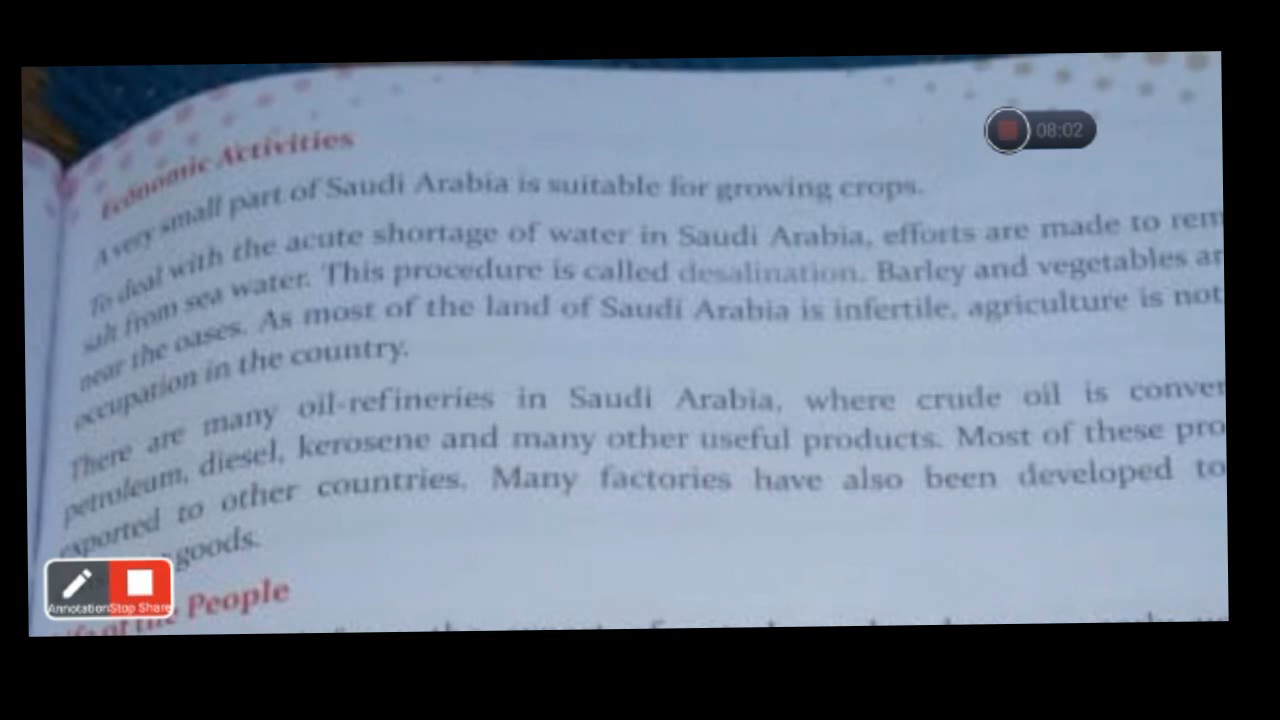 Economic Activities
08:02
A very small part of Saudi Arabia is suitable for growing crops.
To deal with the acute shortage of water in Saudi Arabia, efforts are made to rem
salt from sea water. This procedure is called desalination. Barley and vegetables ar
near the oases. As most of the land of Saudi Arabia is infertile, agriculture is not
occupation in the country.
There are many oil-refineries in Saudi Arabia, where crude oil is conver
petroleum, diesel, kerosene and many other useful products. Most of these pro
exported to other countries. Many factories have also been developed to
goods.
Annotation Stop Share
of the People